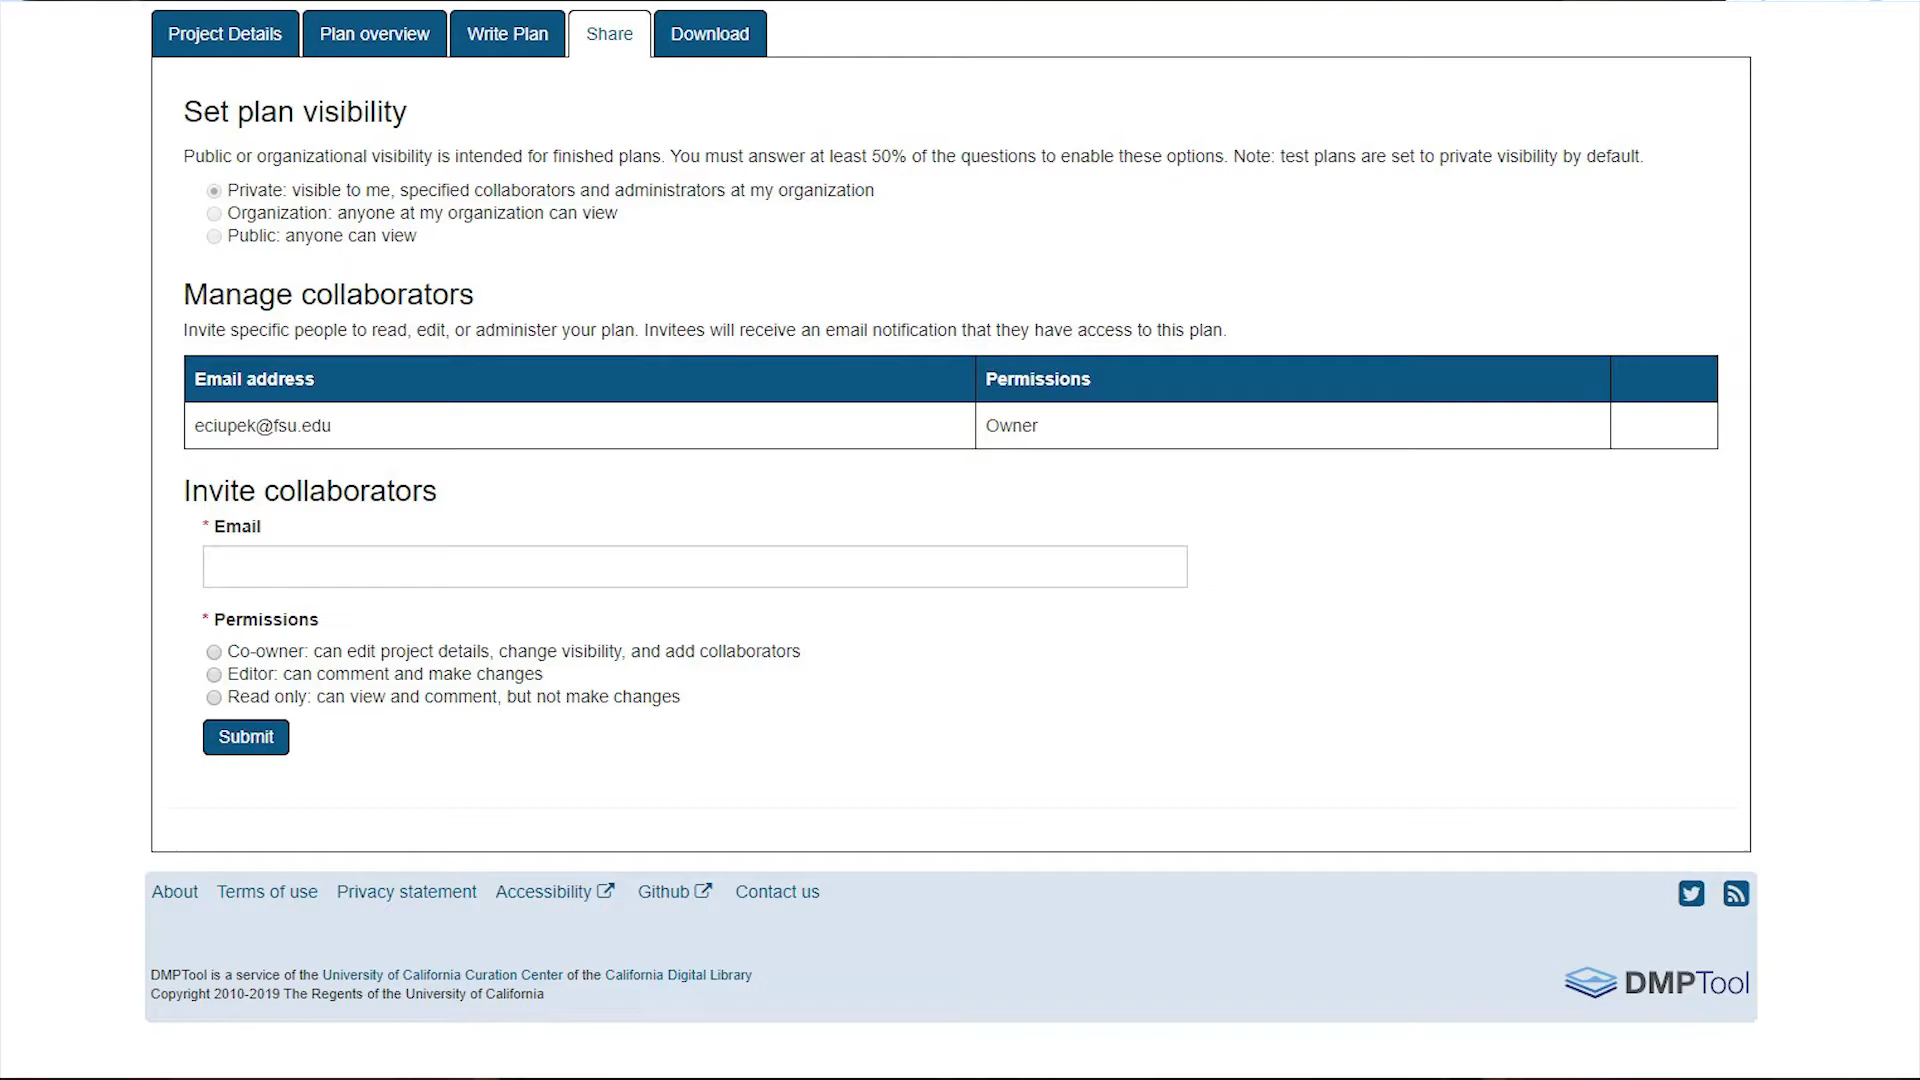 Project Details
Plan overview
Write Plan
Share
Download
Set plan visibility
Public or organizational visibility is intended for finished plans. You must answer at least 50% of the questions to enable these options. Note: test plans are set to private visibility by default.
Private: visible to me, specified collaborators and administrators at my organization
Organization: anyone at my organization can view
Public: anyone can view
Manage collaborators
Invite specific people to read, edit, or administer your plan. Invitees will receive an email notification that they have access to this plan.
Email address Permissions
eciupek@fsu.edu Owner
Invite collaborators
* Email
* Permissions
Co-owner: can edit project details, change visibility, and add collaborators
Editor: can comment and make changes
Read only: can view and comment, but not make changes
Submit
About Terms of use Privacy statement Accessibility Github Contact us
DMPTool is a service of the University of California Curation Center of the California Digital Library
Copyright 2010-2019 The Regents of the University of California
DMPTool